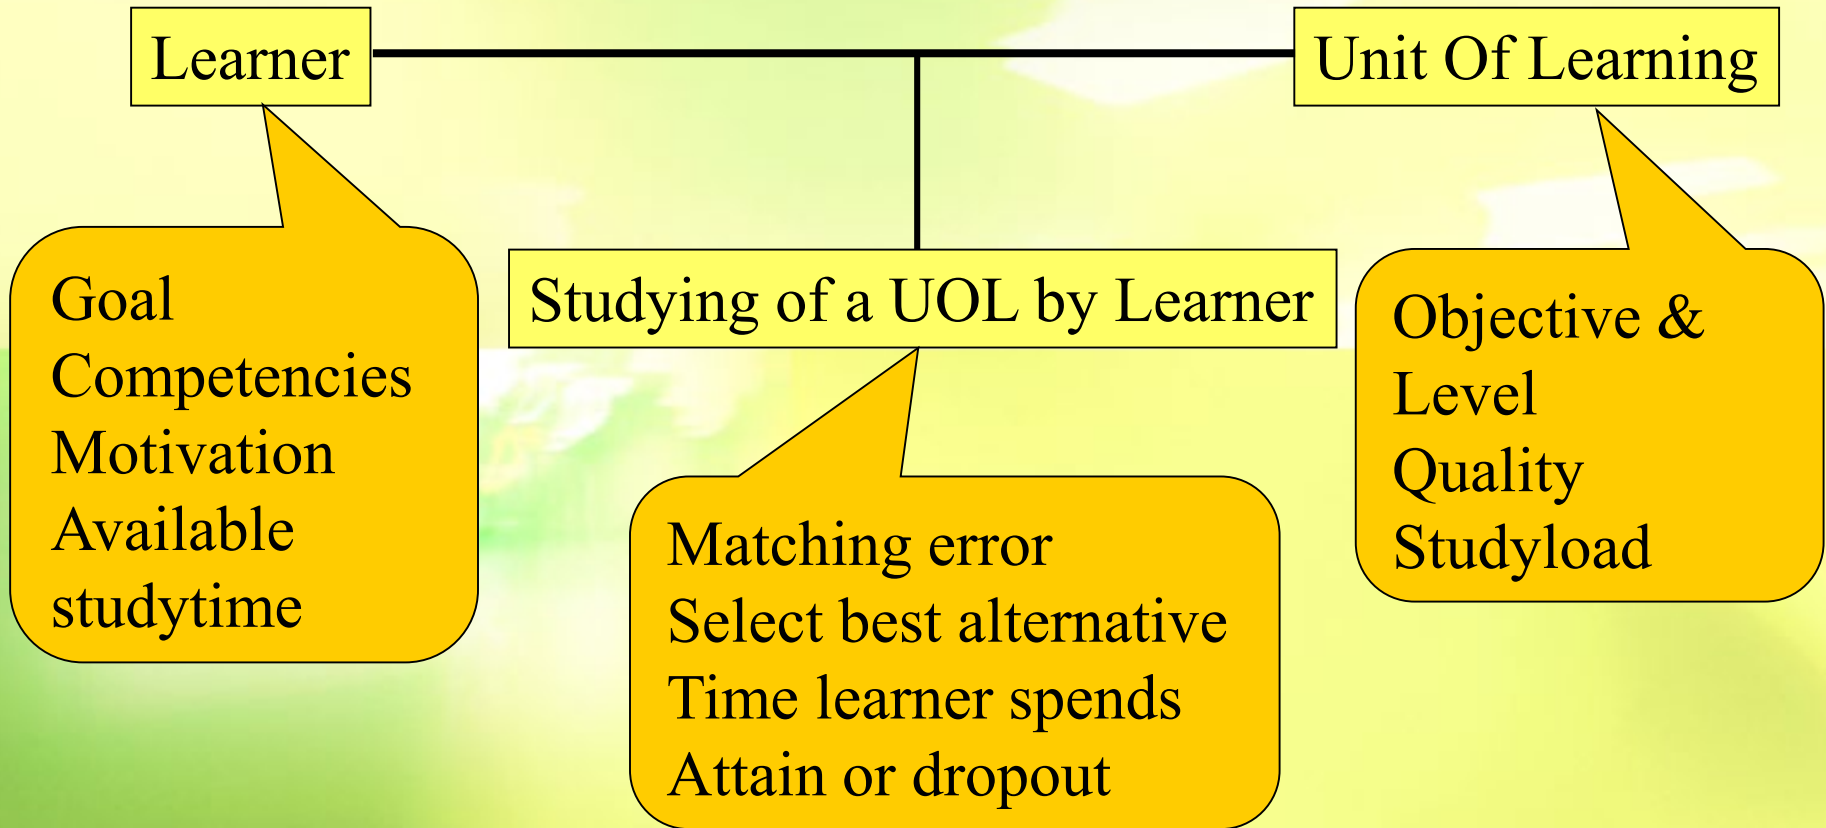 Learner
Unit Of Learning
Studying of a UOL by Learner
Goal
Competencies
Motivation
Available
studytime
Matching error
Select best alternative
Time learner spends
Attain or dropout
Objective &
Level
Quality
Studyload